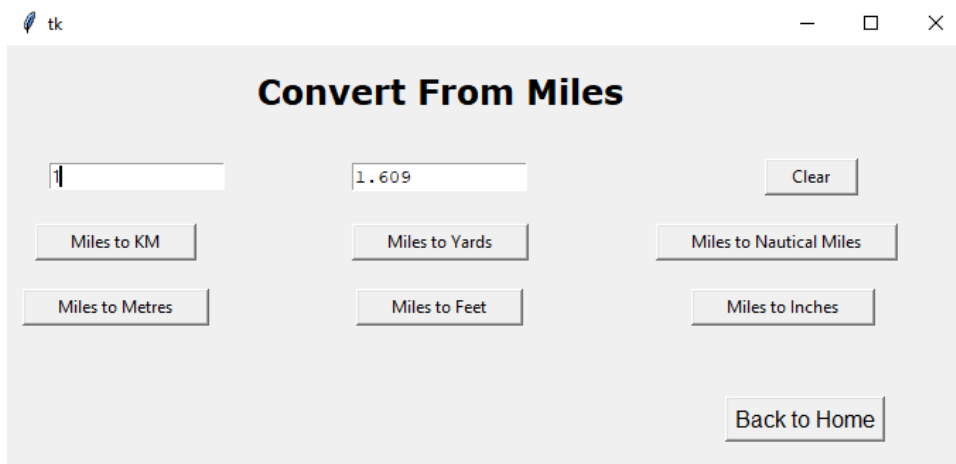 tk
Convert From Miles
1 1.609 Clear
Miles to KM Miles to Yards Miles to Nautical Miles
Miles to Metres Miles to Feet Miles to Inches
Back to Home